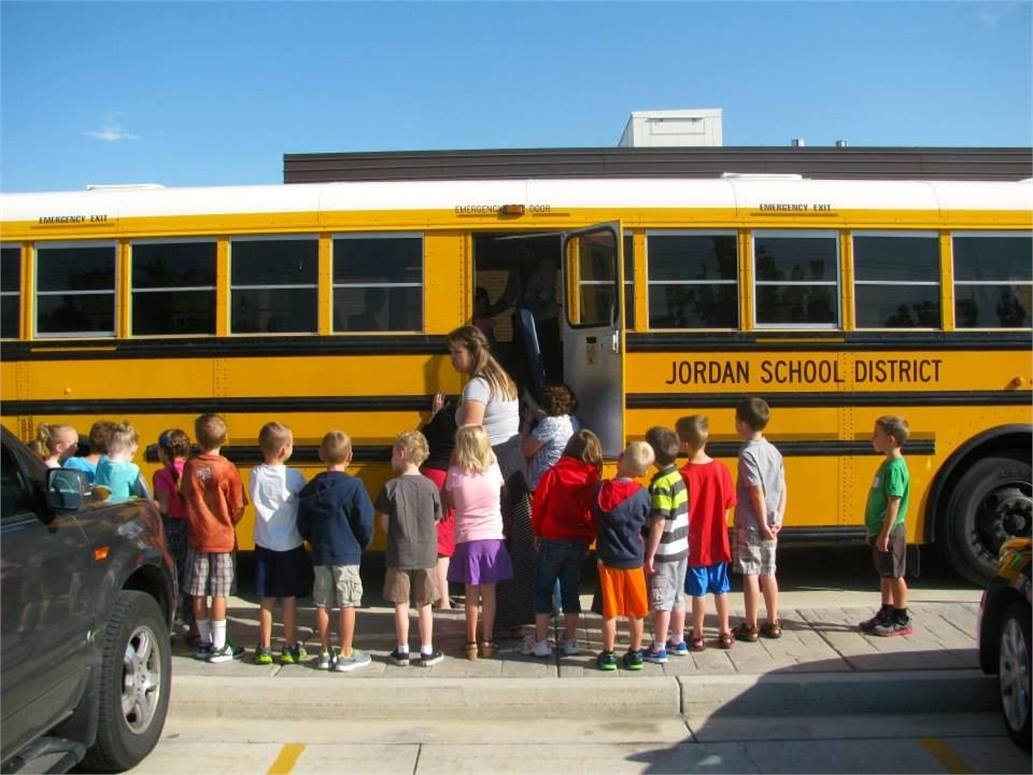 EMERGENCY EXIT
EMERGENCY DOOR
EMERGENCY EXIT
JORDAN SCHOOL DISTRICT